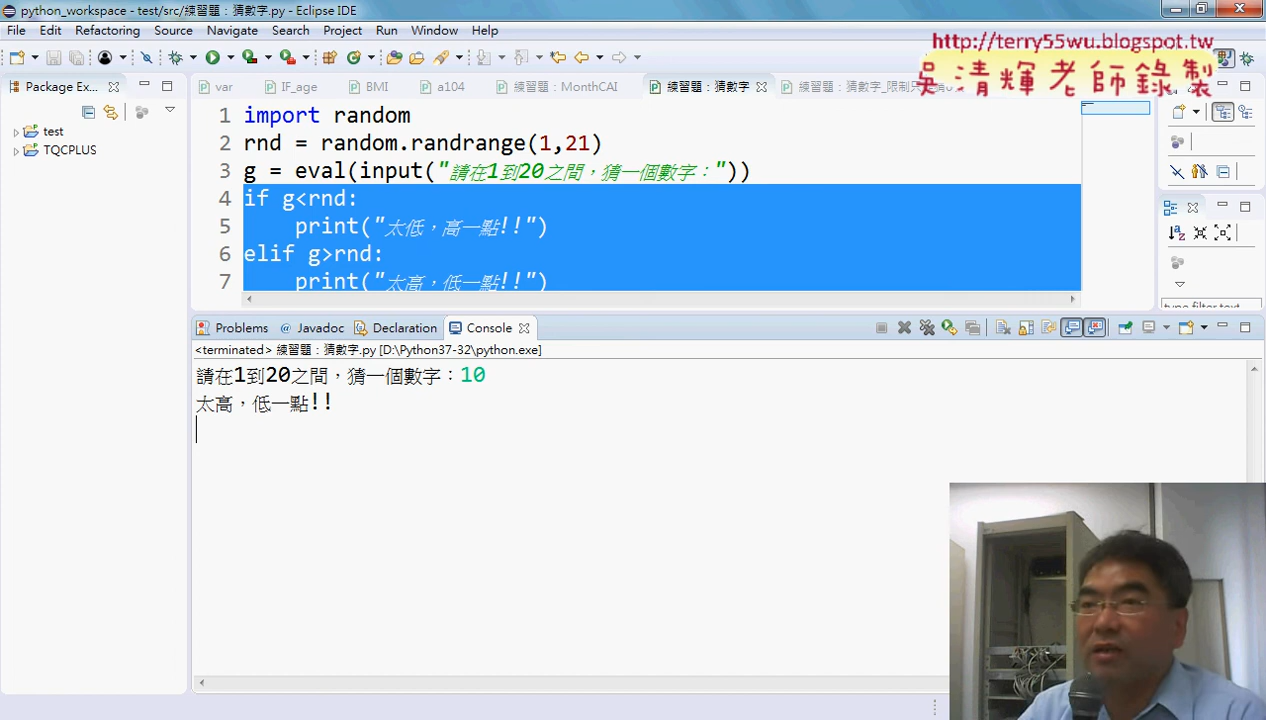 python_workspace - test/src/練習題：猜數字.py - Eclipse IDE
File Edit Refactoring Source Navigate Search Project Run Window Help
http://terry55wu.blogspot.tw
吳清輝老師錄製
Package Ex...
var IF_age BMI a104 練習題：MonthCAI 練習題：猜數字
test
TQCPLUS
1 import random
2 rnd = random.randrange(1,21)
3 g = eval(input("請在1到20之間，猜一個數字："))
4 if g<rnd:
5 print("太低，高一點!!")
6 elif g>rnd:
7 print("太高，低一點!!")
type filter text
Problems Javadoc Declaration Console
<terminated> 練習題：猜數字.py [D:\Python37-32\python.exe]
請在1到20之間，猜一個數字：10
太高，低一點!!